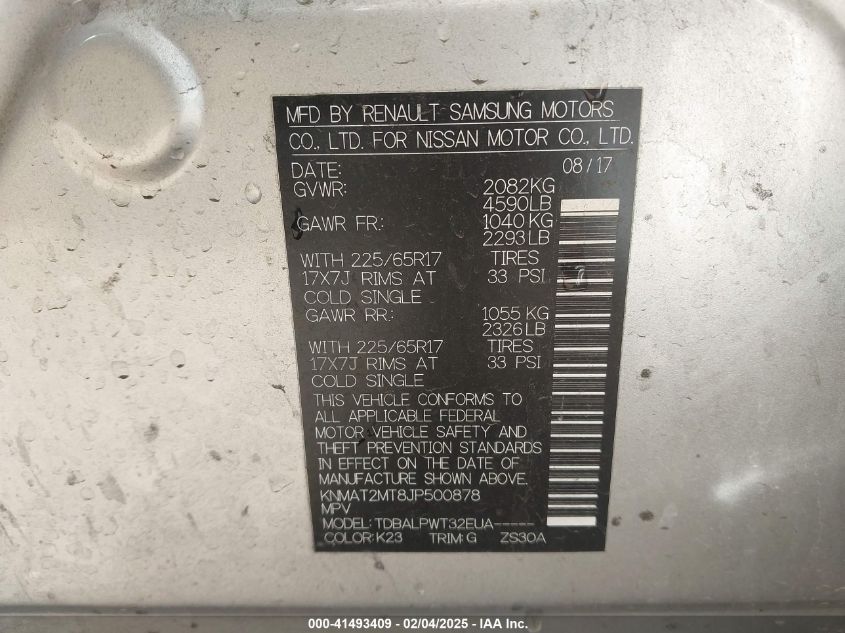 MFD BY RENAULT SAMSUNG MOTORS
CO., LTD. FOR NISSAN MOTOR CO., LTD.
DATE: 08/17
GVWR: 2082KG
4590LB
GAWR FR.: 1040 KG
2293 LB
WITH 225/65R17 TIRES
17X7J RIMS AT 33 PSI
COLD SINGLE
GAWR RR.: 1055 KG
2326 LB
WITH 225/65R17 TIRES
17X7J RIMS AT 33 PSI
COLD SINGLE
THIS VEHICLE CONFORMS TO
ALL APPLICABLE FEDERAL
MOTOR VEHICLE SAFETY AND
THEFT PREVENTION STANDARDS
IN EFFECT ON THE DATE OF
MANUFACTURE SHOWN ABOVE.
KNMAT2MT8JP500878
MPV
MODEL: TDBALPWT32EUA-----
COLOR: K23 TRIM: G ZS30A
000-41493409 - 02/04/2025 - IAA Inc.